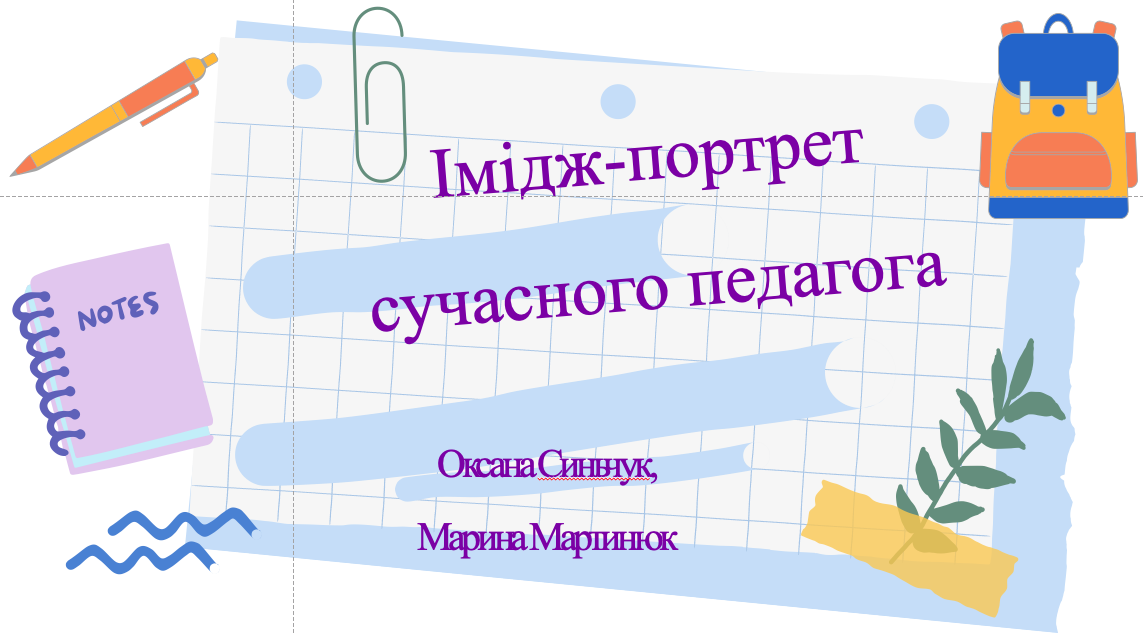 Імідж-портрет
сучасного педагога
NOTES
Оксана Синьчук,
Марина Мартинюк